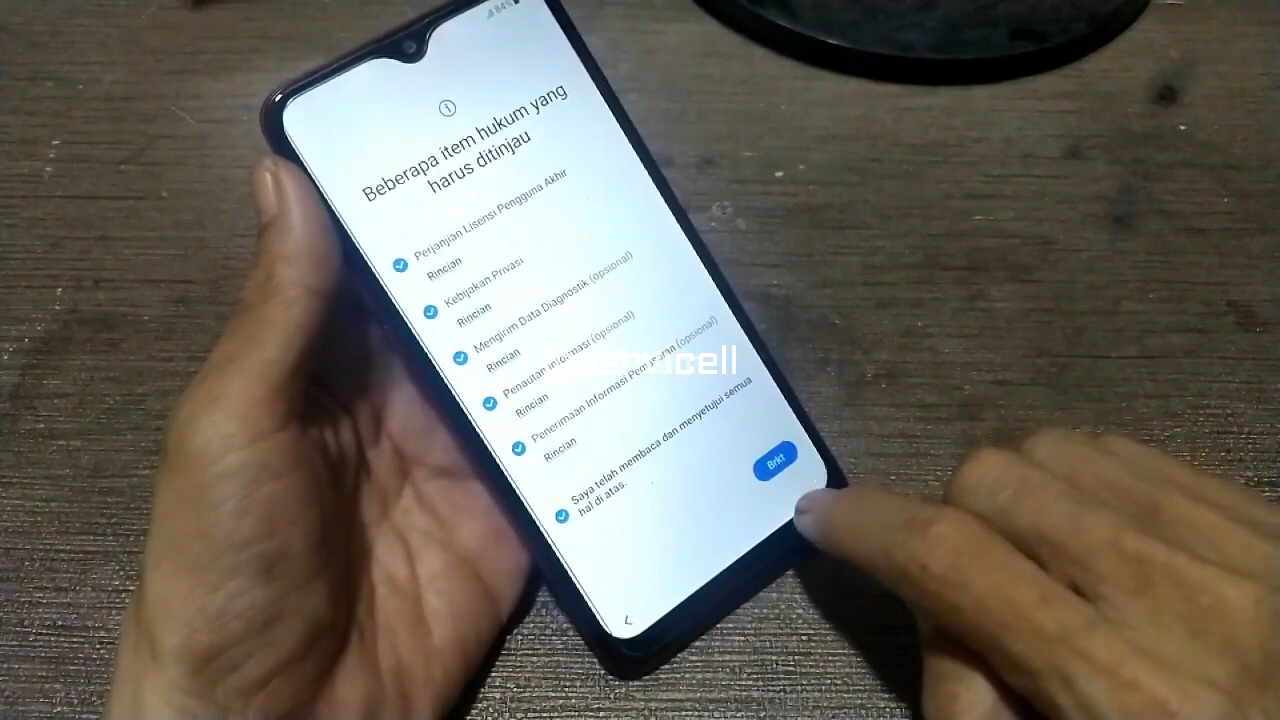 84%
Beberapa item hukum yang
harus ditinjau
Perjanjian Lisensi Pengguna Akhir
Rincian
Kebijakan Privasi
Rincian
Mengirim Data Diagnostik (opsional)
Rincian
Penautan Informasi (opsional)
Rincian
Penerimaan Informasi Pemasaran (opsional)
Rincian
Saya telah membaca dan menyetujui semua
hal di atas.
Brkt